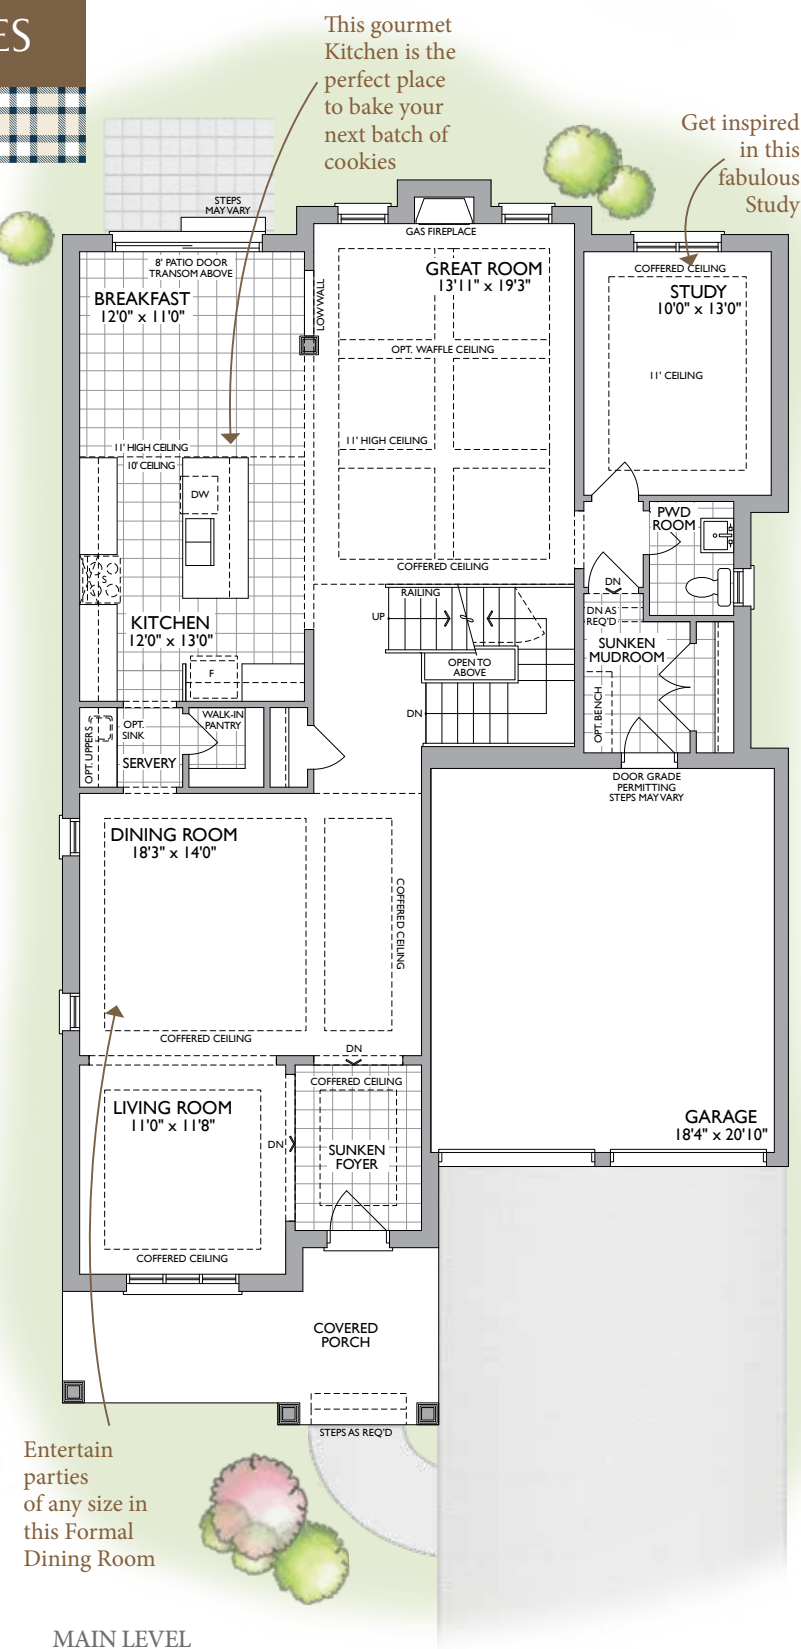 ES
This gourmet
Kitchen is the
perfect place
to bake your
next batch of
cookies
Get inspired
in this
fabulous
Study
STEPS
MAY VARY
GAS FIREPLACE
8' PATIO DOOR
TRANSOM ABOVE
BREAKFAST
12'0" x 11'0"
LOW WALL
GREAT ROOM
13'11" x 19'3"
COFFERED CEILING
STUDY
10'0" x 13'0"
OPT. WAFFLE CEILING
11' CEILING
11' HIGH CEILING
10' CEILING
11' HIGH CEILING
DW
S
COFFERED CEILING
PWD
ROOM
KITCHEN
12'0" x 13'0"
F
RAILING
UP
OPEN TO
ABOVE
DN
DN
DN AS
REQ'D
SUNKEN
MUDROOM
OPT. BENCH
OPT. UPPERS
OPT.
SINK
SERVERY
WALK-IN
PANTRY
DOOR GRADE
PERMITTING
STEPS MAY VARY
DINING ROOM
18'3" x 14'0"
COFFERED CEILING
COFFERED CEILING
DN
COFFERED CEILING
LIVING ROOM
11'0" x 11'8"
DN
SUNKEN
FOYER
COFFERED CEILING
GARAGE
18'4" x 20'10"
COVERED
PORCH
STEPS AS REQ'D
Entertain
parties
of any size in
this Formal
Dining Room
MAIN LEVEL